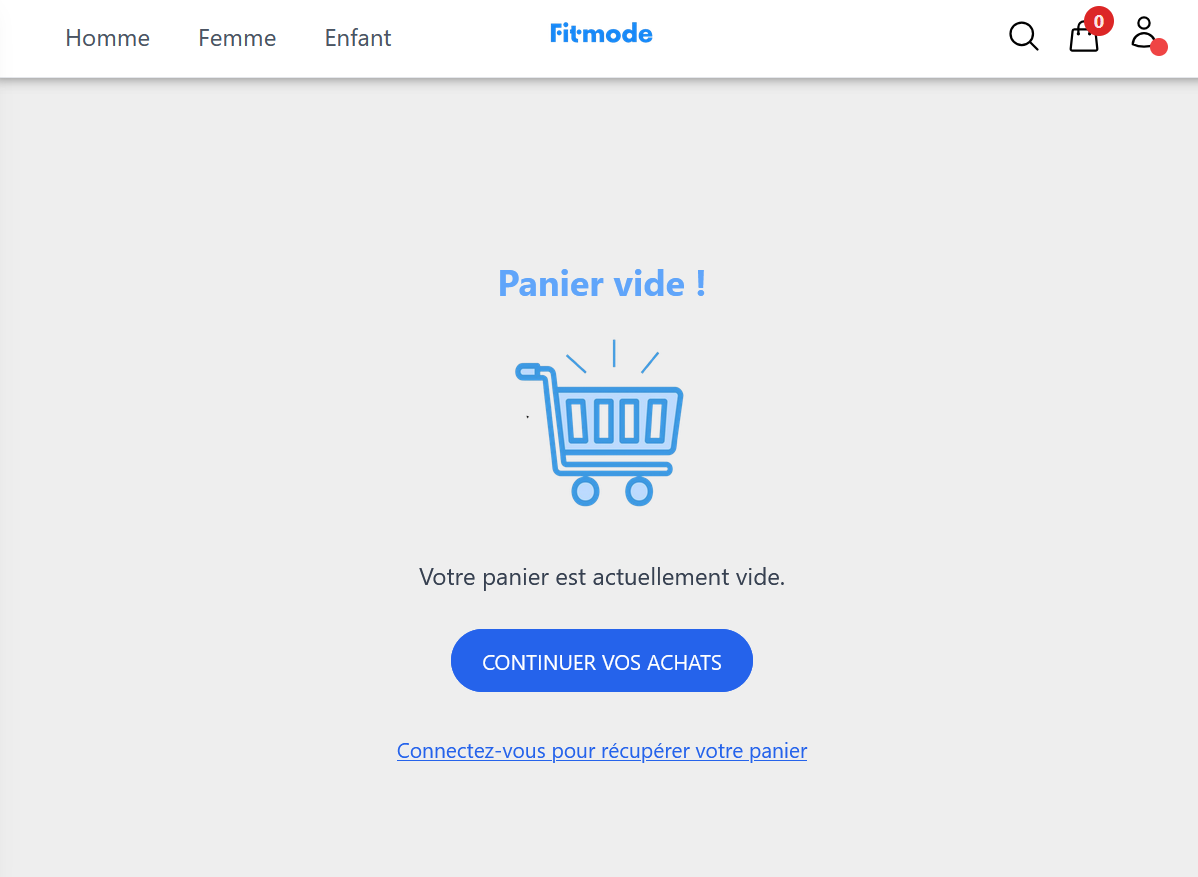 Homme Femme Enfant Fitmode 0
Panier vide !
Votre panier est actuellement vide.
CONTINUER VOS ACHATS
Connectez-vous pour récupérer votre panier